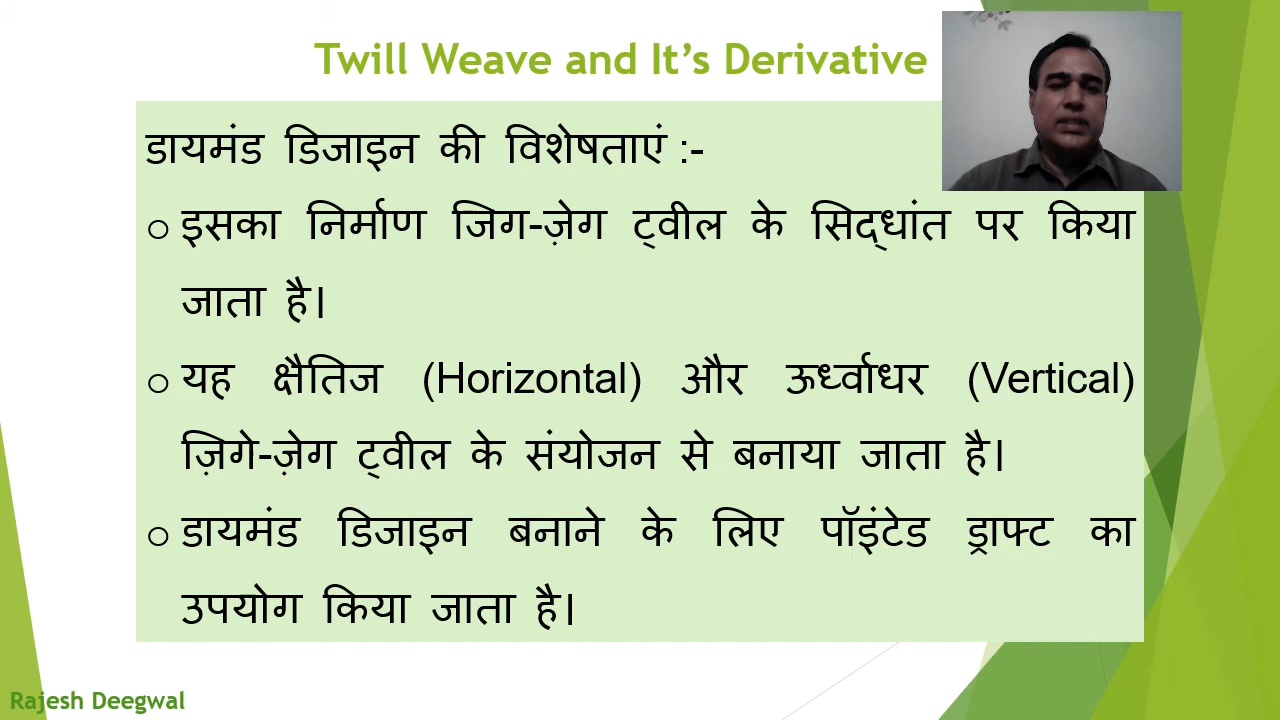 Twill Weave and It's Derivative
डायमंड डिजाइन की विशेषताएं :-
o इसका निर्माण जिग-ज़ेग ट्वील के सिद्धांत पर किया
जाता है।
o यह क्षैतिज (Horizontal) और ऊर्ध्वाधर (Vertical)
ज़िगे-ज़ेग ट्वील के संयोजन से बनाया जाता है।
o डायमंड डिजाइन बनाने के लिए पॉइंटेड ड्राफ्ट का
उपयोग किया जाता है।
Rajesh Deegwal